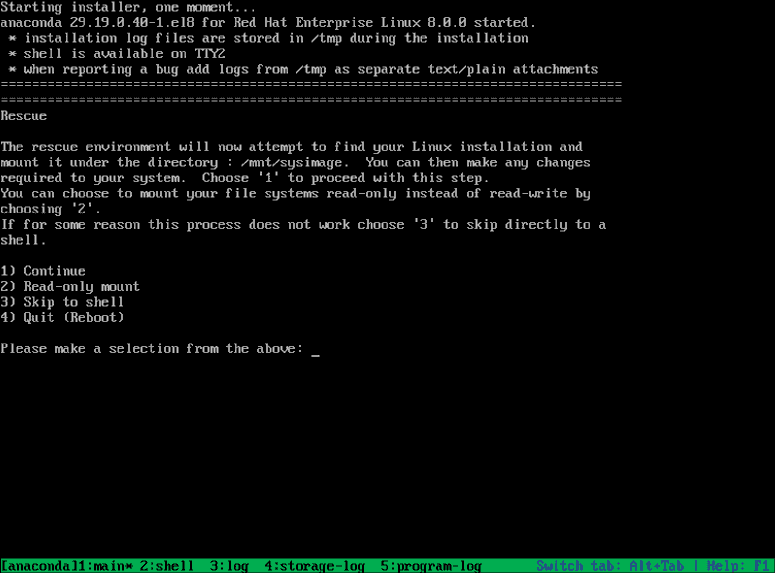 Starting installer, one moment...
anaconda 29.19.0.40-1.el8 for Red Hat Enterprise Linux 8.0.0 started.
 * installation log files are stored in /tmp during the installation
 * shell is available on TTY2
 * when reporting a bug add logs from /tmp as separate text/plain attachments
================================================================================
================================================================================
Rescue

The rescue environment will now attempt to find your Linux installation and
mount it under the directory : /mnt/sysimage.  You can then make any changes
required to your system.  Choose '1' to proceed with this step.
You can choose to mount your file systems read-only instead of read-write by
choosing '2'.
If for some reason this process does not work choose '3' to skip directly to a
shell.

1) Continue
2) Read-only mount
3) Skip to shell
4) Quit (Reboot)

Please make a selection from the above: _
[anaconda]1:main* 2:shell  3:log  4:storage-log  5:program-log       Switch tab: Alt+Tab | Help: F1